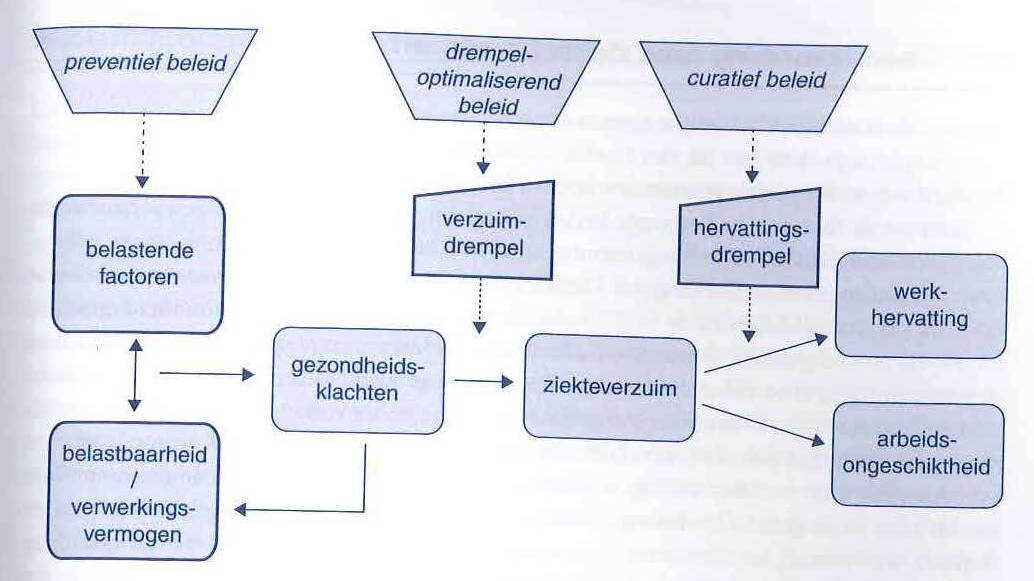 preventief beleid
drempel-
optimaliserend
beleid
curatief beleid
belastende
factoren
verzuim-
drempel
hervattings-
drempel
werk-
hervatting
gezondheids-
klachten
ziekteverzuim
belastbaarheid
/
verwerkings-
vermogen
arbeids-
ongeschiktheid